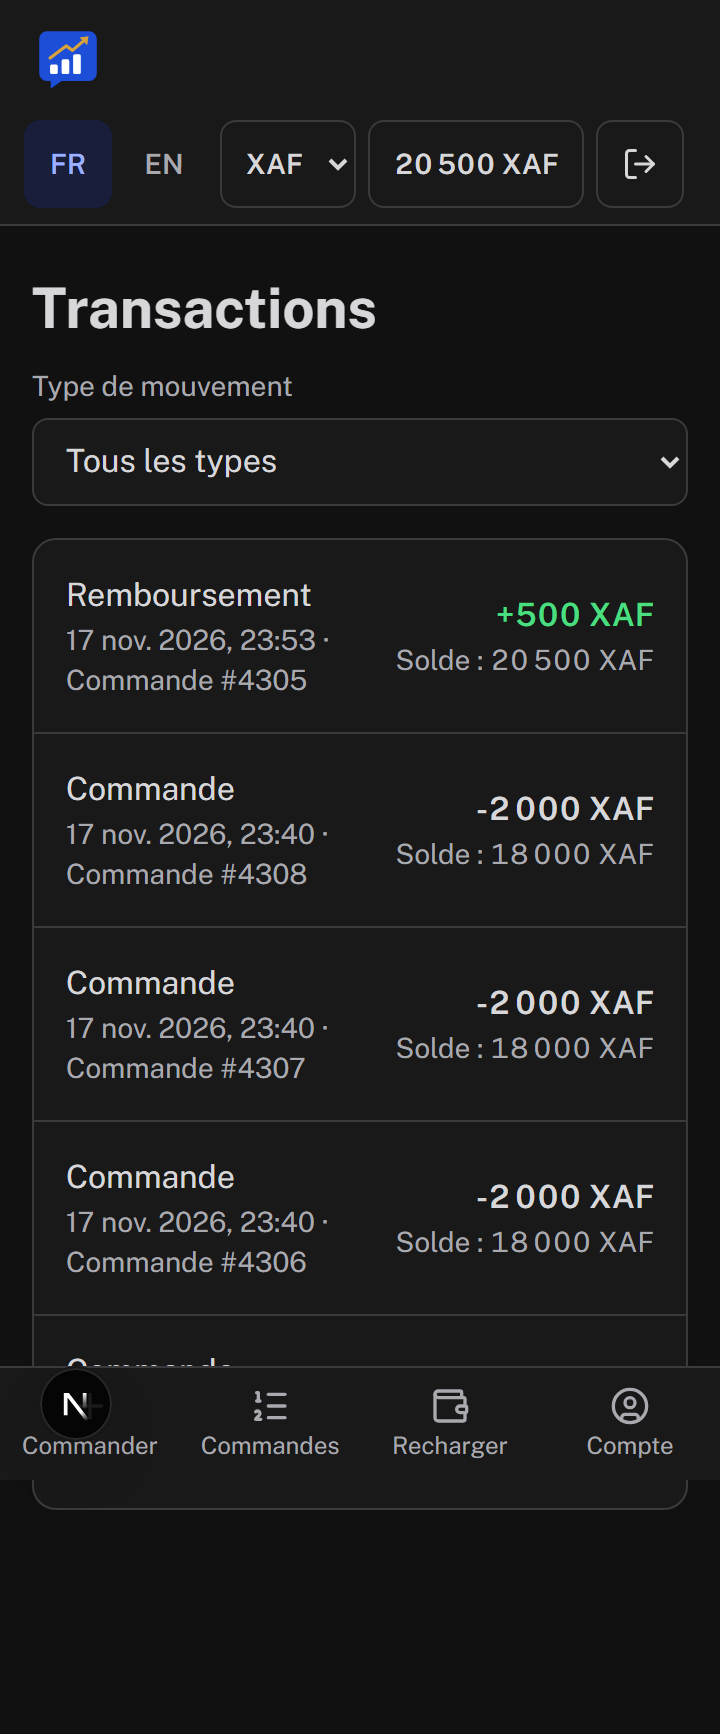 FR EN XAF 20 500 XAF
Transactions
Type de mouvement
Tous les types
Remboursement
17 nov. 2026, 23:53 ·
Commande #4305
+500 XAF
Solde : 20 500 XAF
Commande
17 nov. 2026, 23:40 ·
Commande #4308
-2 000 XAF
Solde : 18 000 XAF
Commande
17 nov. 2026, 23:40 ·
Commande #4307
-2 000 XAF
Solde : 18 000 XAF
Commande
17 nov. 2026, 23:40 ·
Commande #4306
-2 000 XAF
Solde : 18 000 XAF
Commande
N
Commander
Commandes
Recharger
Compte